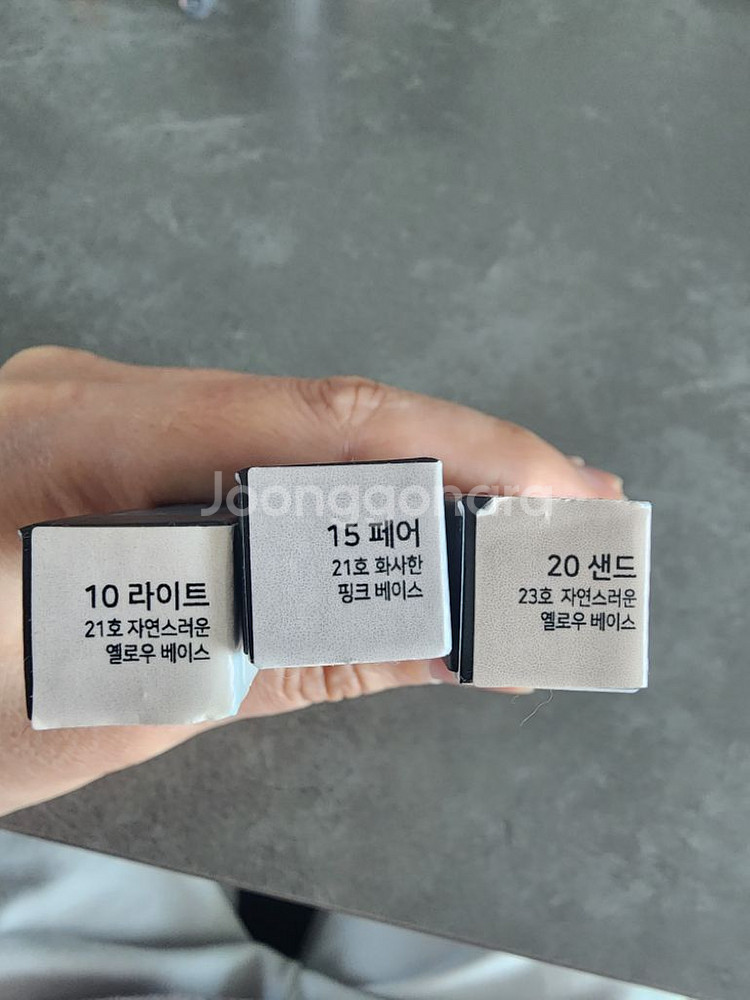 Joonggonara
10 라이트
21호 자연스러운
옐로우 베이스
15 페어
21호 화사한
핑크 베이스
20 샌드
23호 자연스러운
옐로우 베이스